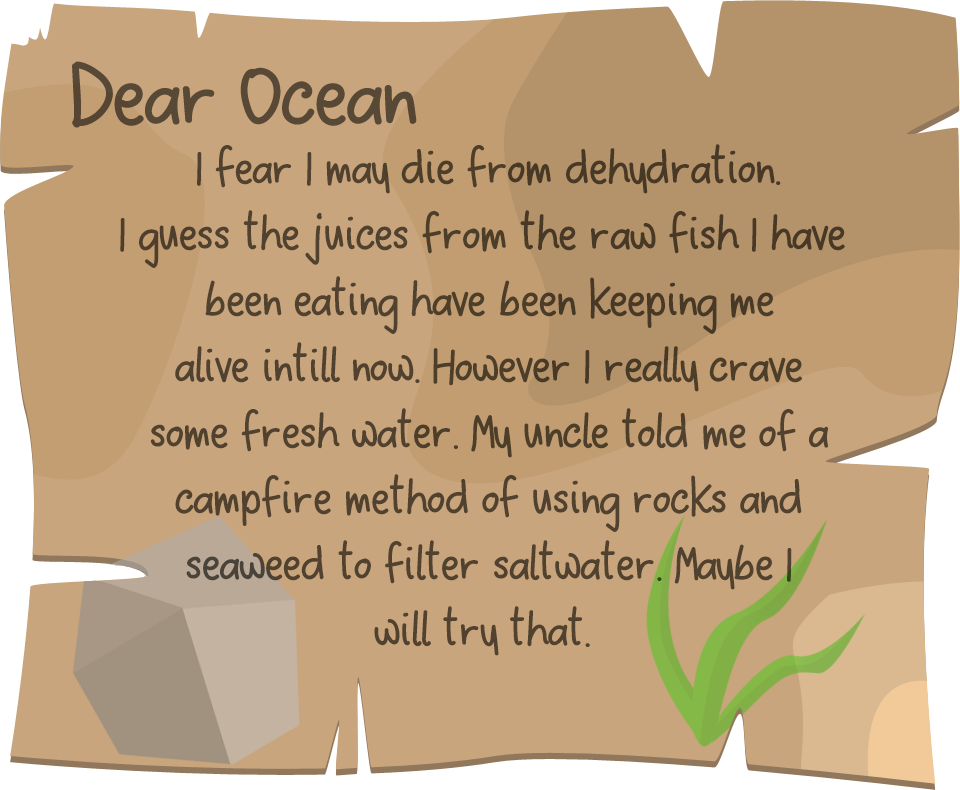 Dear Ocean
I fear I may die from dehydration.
I guess the juices from the raw fish I have
been eating have been keeping me
alive intill now. However I really crave
some fresh water. My uncle told me of a
campfire method of using rocks and
seaweed to filter saltwater. Maybe I
will try that.